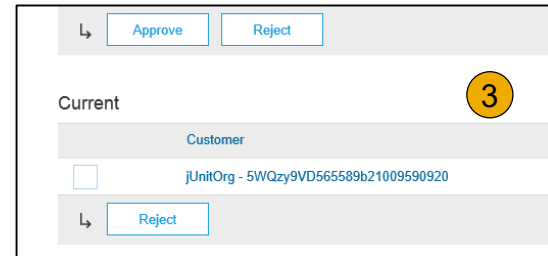 Approve Reject
Current
3
Customer
jUnitOrg - 5WQzy9VD565589b21009590920
Reject